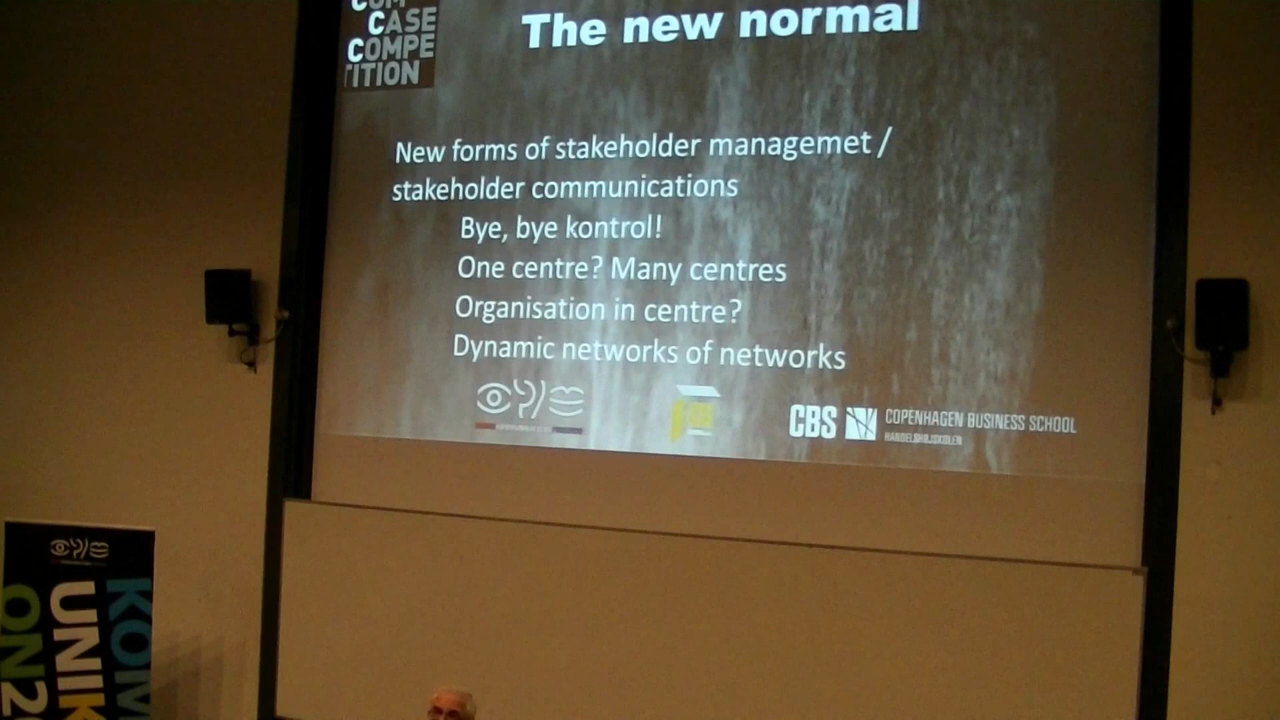 COM
CASE
COMPE
TITION
The new normal
New forms of stakeholder managemet /
stakeholder communications
Bye, bye kontrol!
One centre? Many centres
Organisation in centre?
Dynamic networks of networks
CBS COPENHAGEN BUSINESS SCHOOL
HANDELSHØJSKOLEN
KOM
UNIK
ON2